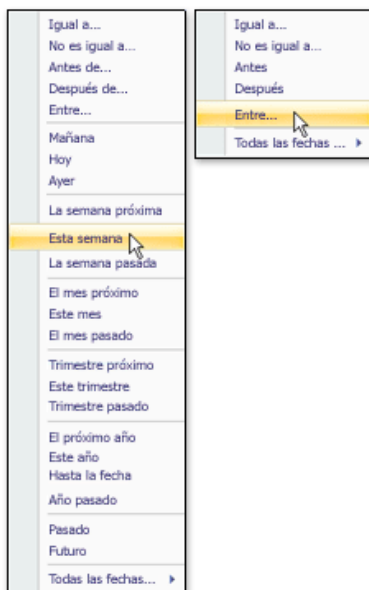 Igual a...
No es igual a...
Antes de...
Después de...
Entre...
Mañana
Hoy
Ayer
La semana próxima
Esta semana
La semana pasada
El mes próximo
Este mes
El mes pasado
Trimestre próximo
Este trimestre
Trimestre pasado
El próximo año
Este año
Hasta la fecha
Año pasado
Pasado
Futuro
Todas las fechas...
Igual a...
No es igual a...
Antes
Después
Entre...
Todas las fechas ...